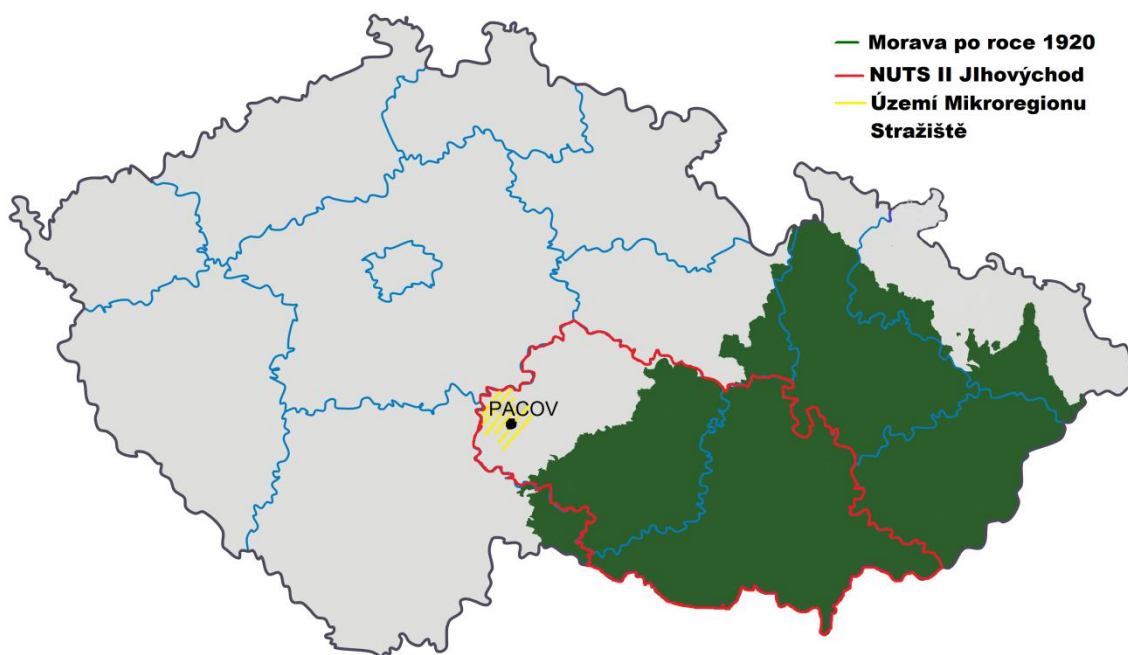 Morava po roce 1920
NUTS II JIhovýchod
Území Mikroregionu
Stražiště
PACOV